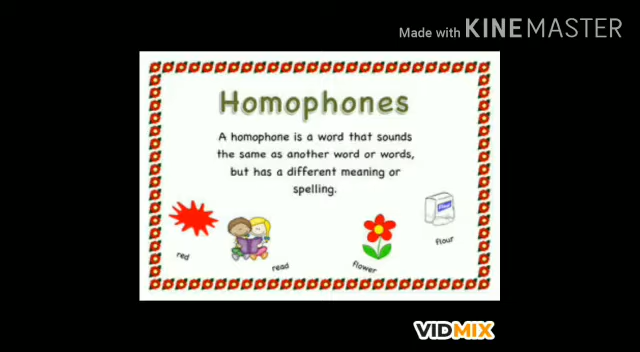 Made with KINEMASTER
Homophones
A homophone is a word that sounds
the same as another word or words,
but has a different meaning or
spelling.
red
read
flower
flour
VIDMIX